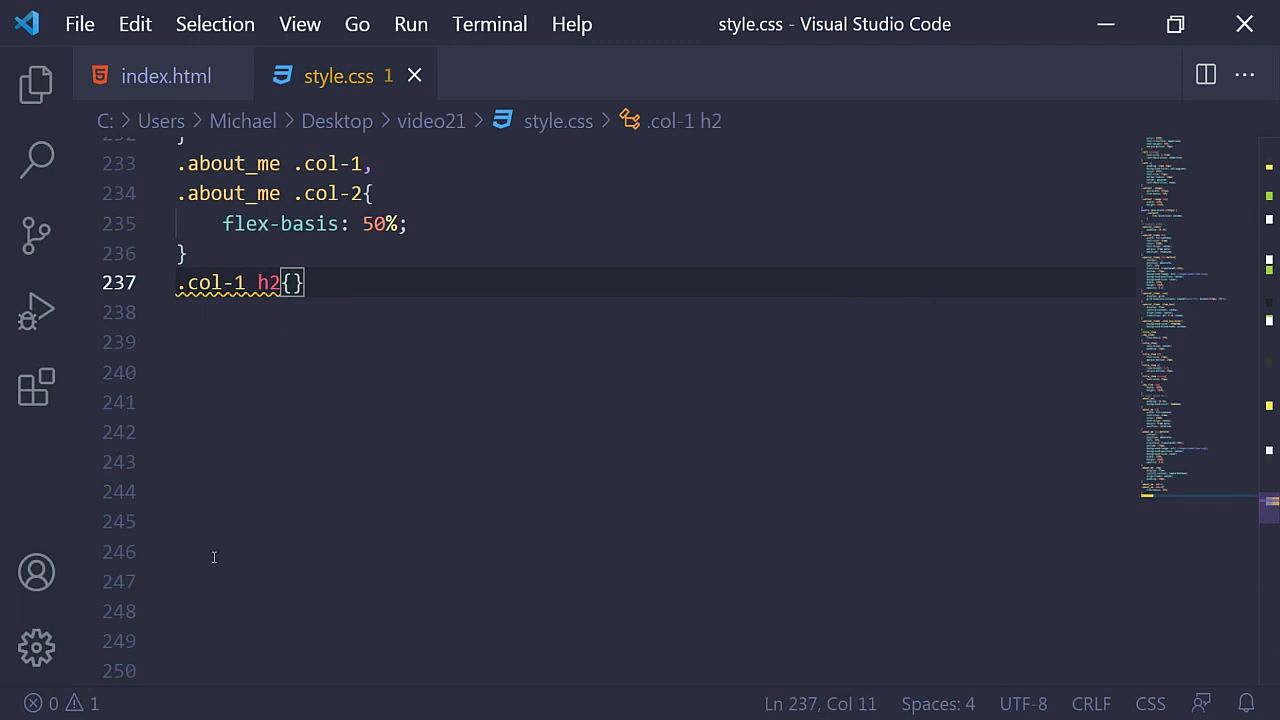 File Edit Selection View Go Run Terminal Help style.css - Visual Studio Code
index.html style.css 1
C: > Users > Michael > Desktop > video21 > style.css > .col-1 h2
232 }
233 .about_me .col-1,
234 .about_me .col-2{
235 flex-basis: 50%;
236 }
237 .col-1 h2{}
238
239
240
241
242
243
244
245
246
247
248
249
250
0 1 Ln 237, Col 11 Spaces: 4 UTF-8 CRLF CSS